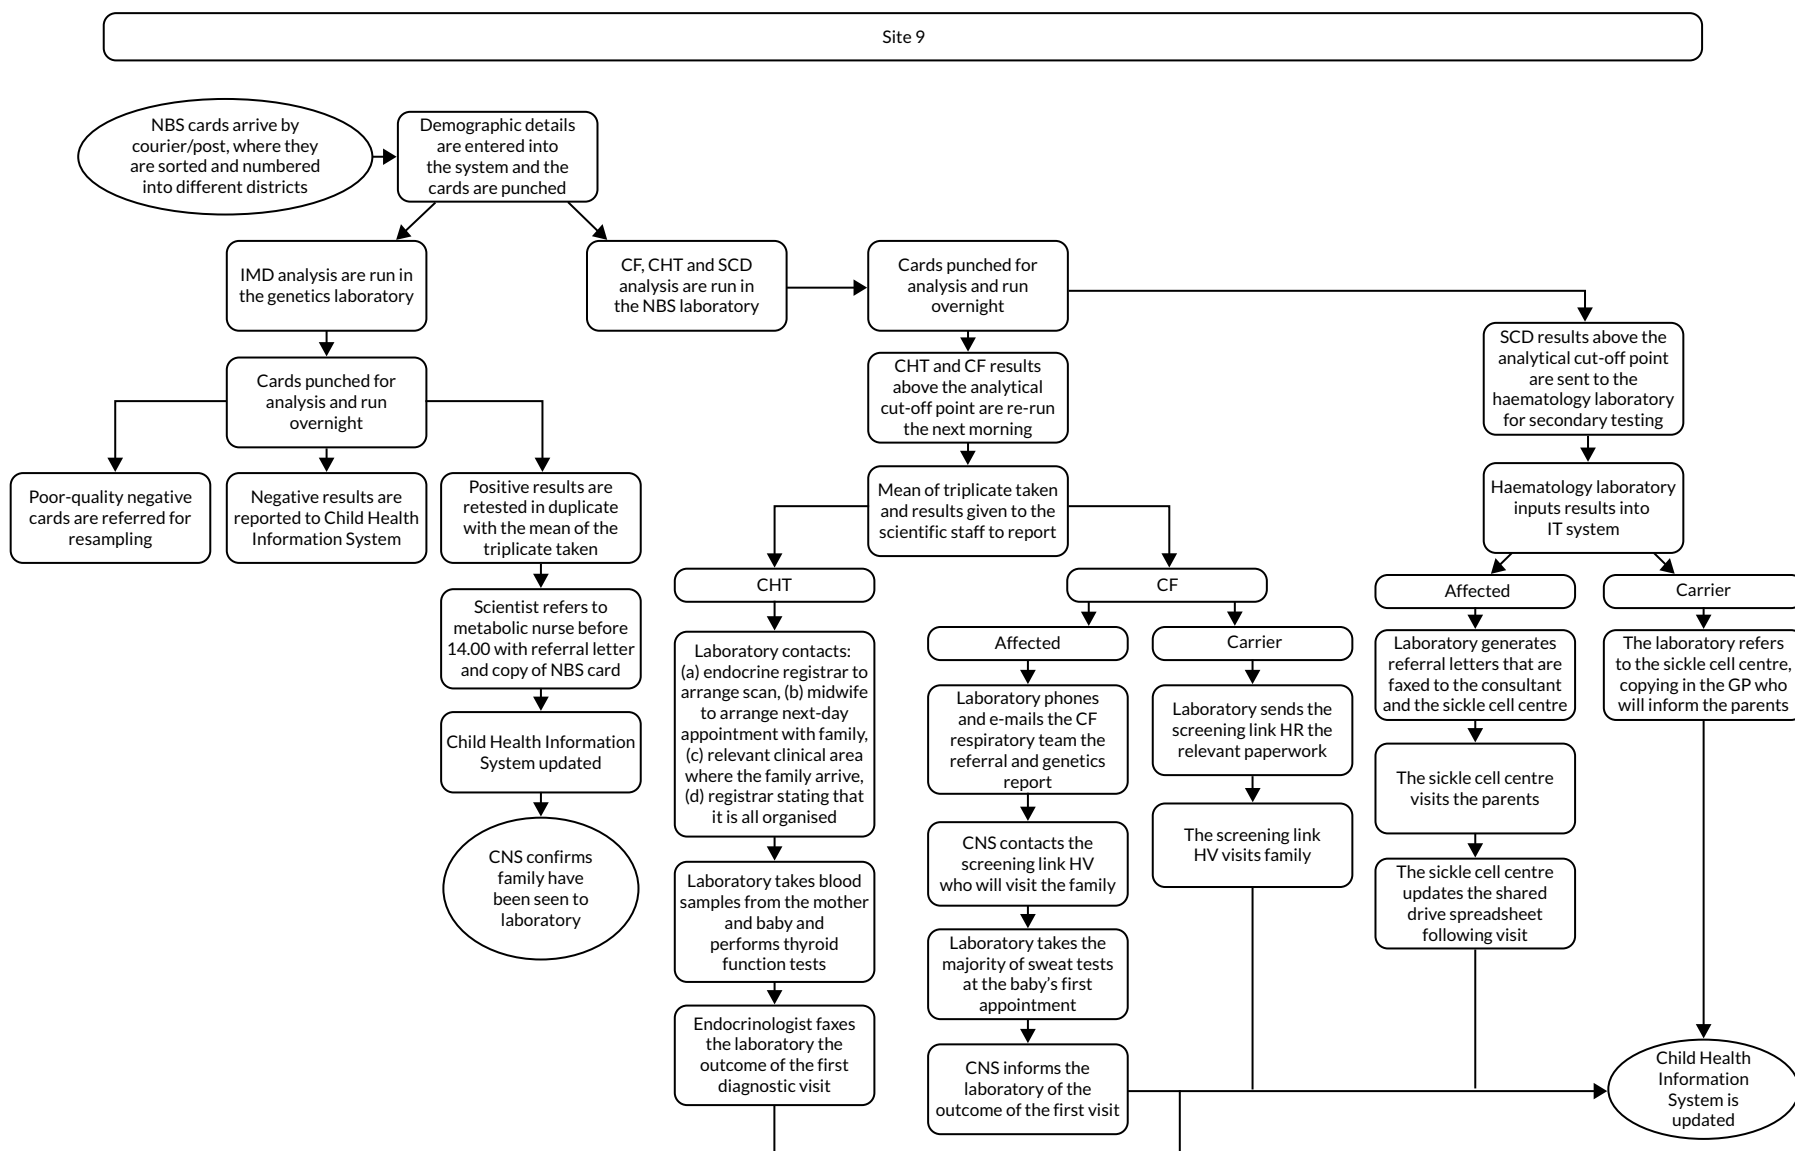 Site 9
NBS cards arrive by
courier/post, where they
are sorted and numbered
into different districts
Demographic details
are entered into
the system and the
cards are punched
IMD analysis are run in
the genetics laboratory
CF, CHT and SCD
analysis are run in
the NBS laboratory
Cards punched for
analysis and run
overnight
Cards punched for
analysis and run
overnight
Poor-quality negative
cards are referred for
resampling
Negative results are
reported to Child Health
Information System
Positive results are
retested in duplicate
with the mean of the
triplicate taken
Scientist refers to
metabolic nurse before
14.00 with referral letter
and copy of NBS card
Child Health Information
System updated
CNS confirms
family have
been seen to
laboratory
CHT and CF results
above the analytical
cut-off point are re-run
the next morning
Mean of triplicate taken
and results given to the
scientific staff to report
CHT
Laboratory contacts:
(a) endocrine registrar to
arrange scan, (b) midwife
to arrange next-day
appointment with family,
(c) relevant clinical area
where the family arrive,
(d) registrar stating that
it is all organised
Laboratory takes blood
samples from the mother
and baby and
performs thyroid
function tests
Endocrinologist faxes
the laboratory the
outcome of the first
diagnostic visit
CF
Affected
Laboratory phones
and e-mails the CF
respiratory team the
referral and genetics
report
CNS contacts the
screening link HV
who will visit the family
Laboratory takes the
majority of sweat tests
at the baby's first
appointment
CNS informs the
laboratory of the
outcome of the first visit
Carrier
Laboratory sends the
screening link HR the
relevant paperwork
The screening link
HV visits family
SCD results above the
analytical cut-off point
are sent to the
haematology laboratory
for secondary testing
Haematology laboratory
inputs results into
IT system
Affected
Laboratory generates
referral letters that are
faxed to the consultant
and the sickle cell centre
The sickle cell centre
visits the parents
The sickle cell centre
updates the shared
drive spreadsheet
following visit
Carrier
The laboratory refers
to the sickle cell centre,
copying in the GP who
will inform the parents
Child Health
Information
System is
updated